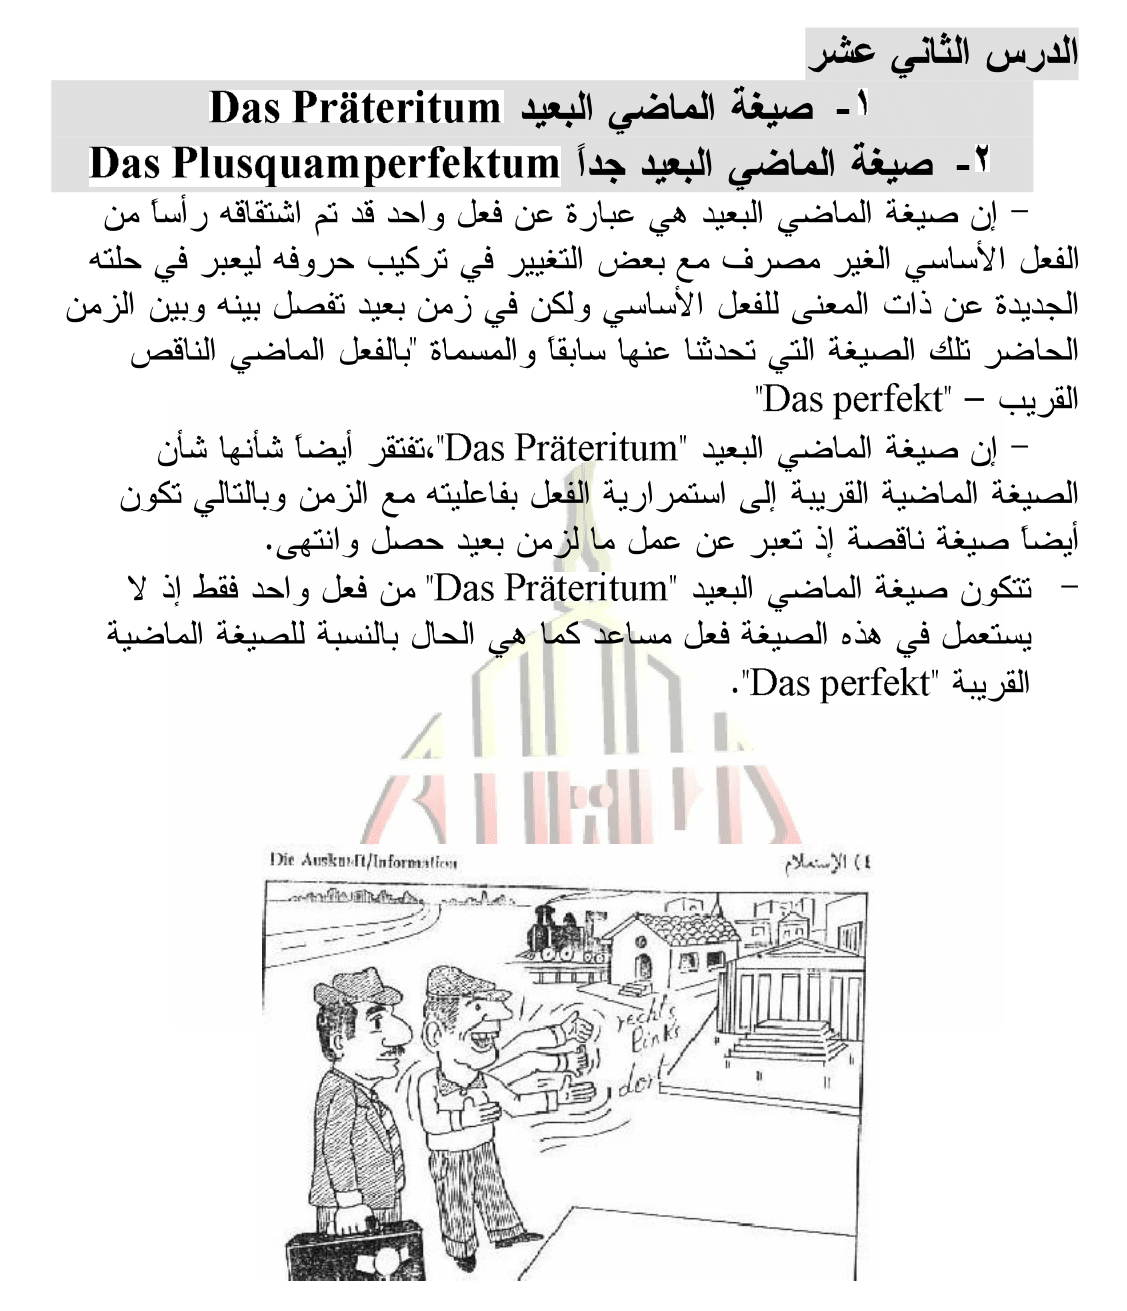 الدرس الثاني عشر
١- صيغة الماضي البعيد Das Präteritum
٢- صيغة الماضي البعيد جداً Das Plusquamperfektum
– إن صيغة الماضي البعيد هي عبارة عن فعل واحد قد تم اشتقاقه رأساً من
الفعل الأساسي الغير مصرف مع بعض التغيير في تركيب حروفه ليعبر في حلته
الجديدة عن ذات المعنى للفعل الأساسي ولكن في زمن بعيد تفصل بينه وبين الزمن
الحاضر تلك الصيغة التي تحدثنا عنها سابقاً والمسماة "بالفعل الماضي الناقص
القريب – "Das perfekt"
– إن صيغة الماضي البعيد "Das Präteritum"،تفتقر أيضاً شأنها شأن
الصيغة الماضية القريبة إلى استمرارية الفعل بفاعليته مع الزمن وبالتالي تكون
أيضاً صيغة ناقصة إذ تعبر عن عمل ما لزمن بعيد حصل وانتهى.
– تتكون صيغة الماضي البعيد "Das Präteritum" من فعل واحد فقط إذ لا
يستعمل في هذه الصيغة فعل مساعد كما هي الحال بالنسبة للصيغة الماضية
القريبة "Das perfekt".
٤) الإستعلام Die Auskunft/Information
rechts
links
dort